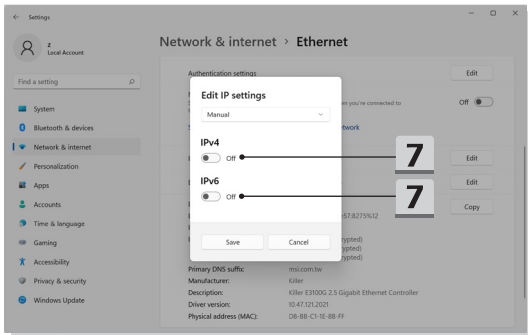 Settings
Z
Local Account
Find a setting
System
Bluetooth & devices
Network & internet
Personalization
Apps
Accounts
Time & language
Gaming
Accessibility
Privacy & security
Windows Update
Network & internet > Ethernet
Authentication settings
Edit
en you're connected to
Off
twork
Edit IP settings
Manual
IPv4
Off
7
Edit
IPv6
Off
7
Edit
Copy
57:8275%12
Save
Cancel
rypted)
rypted)
rypted)
Primary DNS suffix: msi.com.tw
Manufacturer: Killer
Description: Killer E3100G 2.5 Gigabit Ethernet Controller
Driver version: 10.47.121.2021
Physical address (MAC): D8-BB-C1-1E-8B-FF